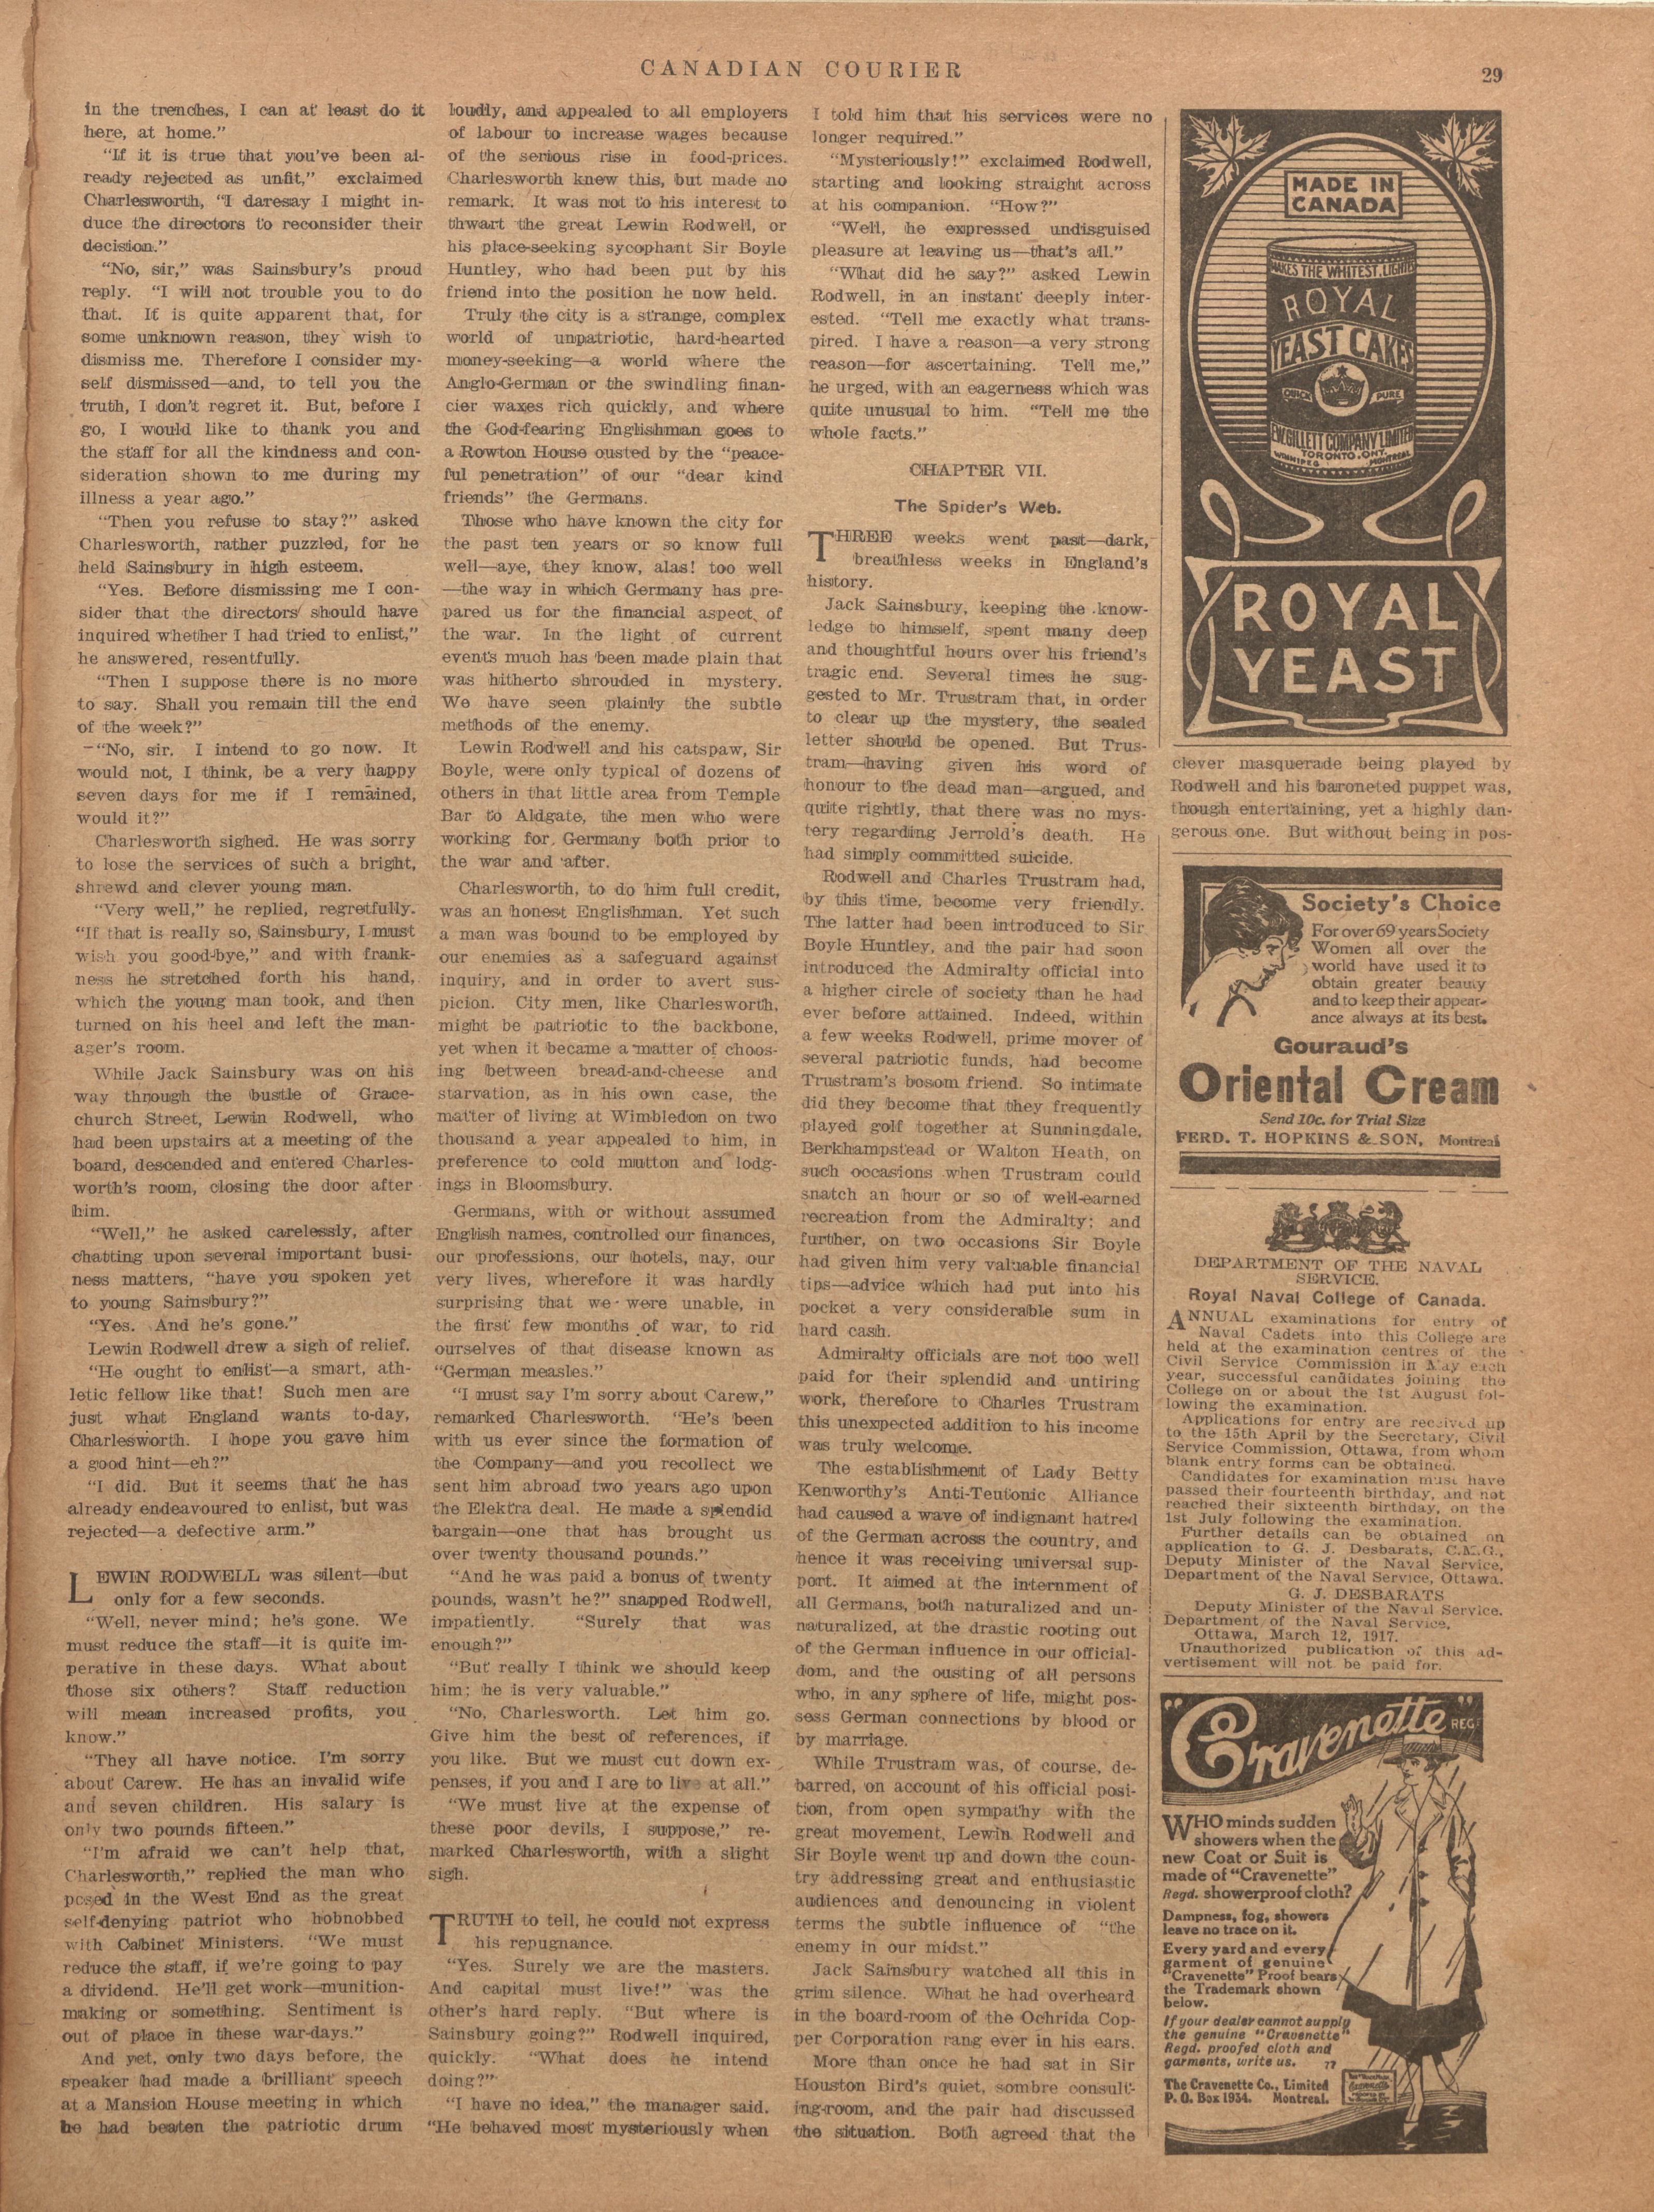 CANADIAN COURIER
29
in the trenches, I can at least do it
here, at home."
"If it is true that you've been al-
ready rejected as unfit," exclaimed
Charlesworth, "I daresay I might in-
duce the directors to reconsider their
decision."
"No, sir," was Sainsbury's proud
reply. "I will not trouble you to do
that. It is quite apparent that, for
some unknown reason, they wish to
dismiss me. Therefore I consider my-
self dismissed—and, to tell you the
truth, I don't regret it. But, before I
go, I would like to thank you and
the staff for all the kindness and con-
sideration shown to me during my
illness a year ago."
"Then you refuse to stay?" asked
Charlesworth, rather puzzled, for he
held Sainsbury in high esteem.
"Yes. Before dismissing me I con-
sider that the directors should have
inquired whether I had tried to enlist,"
he answered, resentfully.
"Then I suppose there is no more
to say. Shall you remain till the end
of the week?"
"No, sir. I intend to go now. It
would not, I think, be a very happy
seven days for me if I remained,
would it?"
Charlesworth sighed. He was sorry
to lose the services of such a bright,
shrewd and clever young man.
"Very well," he replied, regretfully.
"If that is really so, Sainsbury, I must
wish you good-bye," and with frank-
ness he stretched forth his hand,
which the young man took, and then
turned on his heel and left the man-
ager's room.
While Jack Sainsbury was on his
way through the bustle of Grace-
church Street, Lewin Rodwell, who
had been upstairs at a meeting of the
board, descended and entered Charles-
worth's room, closing the door after
him.
"Well," he asked carelessly, after
chatting upon several important busi-
ness matters, "have you spoken yet
to young Sainsbury?"
"Yes. And he's gone."
Lewin Rodwell drew a sigh of relief.
"He ought to enlist—a smart, ath-
letic fellow like that! Such men are
just what England wants to-day,
Charlesworth. I hope you gave him
a good hint—eh?"
"I did. But it seems that he has
already endeavoured to enlist, but was
rejected—a defective arm."
LEWIN RODWELL was silent—but
only for a few seconds.
"Well, never mind; he's gone. We
must reduce the staff—it is quite im-
perative in these days. What about
those six others? Staff reduction
will mean increased profits, you
know."
"They all have notice. I'm sorry
about Carew. He has an invalid wife
and seven children. His salary is
only two pounds fifteen."
"I'm afraid we can't help that,
Charlesworth," replied the man who
posed in the West End as the great
self-denying patriot who hobnobbed
with Cabinet Ministers. "We must
reduce the staff, if we're going to pay
a dividend. He'll get work—munition-
making or something. Sentiment is
out of place in these war-days."
And yet, only two days before, the
speaker had made a brilliant speech
at a Mansion House meeting in which
he had beaten the patriotic drum
loudly, and appealed to all employers
of labour to increase wages because
of the serious rise in food-prices.
Charlesworth knew this, but made no
remark. It was not to his interest to
thwart the great Lewin Rodwell, or
his place-seeking sycophant Sir Boyle
Huntley, who had been put by his
friend into the position he now held.
Truly the city is a strange, complex
world of unpatriotic, hard-hearted
money-seeking—a world where the
Anglo-German or the swindling finan-
cier waxes rich quickly, and where
the God-fearing Englishman goes to
a Rowton House ousted by the "peace-
ful penetration" of our "dear kind
friends" the Germans.
Those who have known the city for
the past ten years or so know full
well—aye, they know, alas! too well
—the way in which Germany has pre-
pared us for the financial aspect of
the war. In the light of current
events much has been made plain that
was hitherto shrouded in mystery.
We have seen plainly the subtle
methods of the enemy.
Lewin Rodwell and his catspaw, Sir
Boyle, were only typical of dozens of
others in that little area from Temple
Bar to Aldgate, the men who were
working for Germany both prior to
the war and after.
Charlesworth, to do him full credit,
was an honest Englishman. Yet such
a man was bound to be employed by
our enemies as a safeguard against
inquiry, and in order to avert sus-
picion. City men, like Charlesworth,
might be patriotic to the backbone,
yet when it became a matter of choos-
ing between bread-and-cheese and
starvation, as in his own case, the
matter of living at Wimbledon on two
thousand a year appealed to him, in
preference to cold mutton and lodg-
ings in Bloomsbury.
Germans, with or without assumed
English names, controlled our finances,
our professions, our hotels, nay, our
very lives, wherefore it was hardly
surprising that we were unable, in
the first few months of war, to rid
ourselves of that disease known as
"German measles."
"I must say I'm sorry about Carew,"
remarked Charlesworth. "He's been
with us ever since the formation of
the Company—and you recollect we
sent him abroad two years ago upon
the Elektra deal. He made a splendid
bargain—one that has brought us
over twenty thousand pounds."
"And he was paid a bonus of twenty
pounds, wasn't he?" snapped Rodwell,
impatiently. "Surely that was
enough?"
"But really I think we should keep
him; he is very valuable."
"No, Charlesworth. Let him go.
Give him the best of references, if
you like. But we must cut down ex-
penses, if you and I are to live at all."
"We must live at the expense of
these poor devils, I suppose," re-
marked Charlesworth, with a slight
sigh.
TRUTH to tell, he could not express
his repugnance.
"Yes. Surely we are the masters.
And capital must live!" was the
other's hard reply. "But where is
Sainsbury going?" Rodwell inquired,
quickly. "What does he intend
doing?"
"I have no idea," the manager said.
"He behaved most mysteriously when
I told him that his services were no
longer required."
"Mysteriously!" exclaimed Rodwell,
starting and looking straight across
at his companion. "How?"
"Well, he expressed undisguised
pleasure at leaving us—that's all."
"What did he say?" asked Lewin
Rodwell, in an instant deeply inter-
ested. "Tell me exactly what trans-
pired. I have a reason—a very strong
reason—for ascertaining. Tell me,"
he urged, with an eagerness which was
quite unusual to him. "Tell me the
whole facts."
CHAPTER VII.
The Spider's Web.
THREE weeks went past—dark,
breathless weeks in England's
history.
Jack Sainsbury, keeping the know-
ledge to himself, spent many deep
and thoughtful hours over his friend's
tragic end. Several times he sug-
gested to Mr. Trustram that, in order
to clear up the mystery, the sealed
letter should be opened. But Trus-
tram—having given his word of
honour to the dead man—argued, and
quite rightly, that there was no mys-
tery regarding Jerrold's death. He
had simply committed suicide.
Rodwell and Charles Trustram had,
by this time, become very friendly.
The latter had been introduced to Sir
Boyle Huntley, and the pair had soon
introduced the Admiralty official into
a higher circle of society than he had
ever before attained. Indeed, within
a few weeks Rodwell, prime mover of
several patriotic funds, had become
Trustram's bosom friend. So intimate
did they become that they frequently
played golf together at Sunningdale,
Berkhampstead or Walton Heath, on
such occasions when Trustram could
snatch an hour or so of well-earned
recreation from the Admiralty; and
further, on two occasions Sir Boyle
had given him very valuable financial
tips—advice which had put into his
pocket a very considerable sum in
hard cash.
Admiralty officials are not too well
paid for their splendid and untiring
work, therefore to Charles Trustram
this unexpected addition to his income
was truly welcome.
The establishment of Lady Betty
Kenworthy's Anti-Teutonic Alliance
had caused a wave of indignant hatred
of the German across the country, and
hence it was receiving universal sup-
port. It aimed at the internment of
all Germans, both naturalized and un-
naturalized, at the drastic rooting out
of the German influence in our official-
dom, and the ousting of all persons
who, in any sphere of life, might pos-
sess German connections by blood or
by marriage.
While Trustram was, of course, de-
barred, on account of his official posi-
tion, from open sympathy with the
great movement, Lewin Rodwell and
Sir Boyle went up and down the coun-
try addressing great and enthusiastic
audiences and denouncing in violent
terms the subtle influence of "the
enemy in our midst."
Jack Sainsbury watched all this in
grim silence. What he had overheard
in the board-room of the Ochrida Cop-
per Corporation rang ever in his ears.
More than once he had sat in Sir
Houston Bird's quiet, sombre consult-
ing-room, and the pair had discussed
the situation. Both agreed that the
MADE IN
CANADA
MAKES THE WHITEST, LIGHTE
ROYAL
YEAST CAKES
QUICK
PURE
E.W. GILLETT COMPANY LIMITED
WINNIPEG TORONTO, ONT. MONTREAL
ROYAL
YEAST
clever masquerade being played by
Rodwell and his baroneted puppet was,
though entertaining, yet a highly dan-
gerous one. But without being in pos-
Society's Choice
For over 69 years Society
Women all over the
world have used it to
obtain greater beauty
and to keep their appear-
ance always at its best.
Gouraud's
Oriental Cream
Send 10c. for Trial Size
FERD. T. HOPKINS & SON, Montreal
DEPARTMENT OF THE NAVAL
SERVICE.
Royal Naval College of Canada.
ANNUAL examinations for entry of
Naval Cadets into this College are
held at the examination centres of the
Civil Service Commission in May each
year, successful candidates joining the
College on or about the 1st August fol-
lowing the examination.
Applications for entry are received up
to the 15th April by the Secretary, Civil
Service Commission, Ottawa, from whom
blank entry forms can be obtained.
Candidates for examination must have
passed their fourteenth birthday, and not
reached their sixteenth birthday, on the
1st July following the examination.
Further details can be obtained on
application to G. J. Desbarats, C.M.G.,
Deputy Minister of the Naval Service,
Department of the Naval Service, Ottawa.
G. J. DESBARATS
Deputy Minister of the Naval Service.
Department of the Naval Service,
Ottawa, March 12, 1917.
Unauthorized publication of this ad-
vertisement will not be paid for.
"Cravenette" REG'
WHO minds sudden
showers when the
new Coat or Suit is
made of "Cravenette"
Regd. showerproof cloth?
Dampness, fog, showers
leave no trace on it.
Every yard and every
garment of genuine
"Cravenette" Proof bears
the Trademark shown
below.
If your dealer cannot supply
the genuine "Cravenette"
Regd. proofed cloth and
garments, write us. 77
The Cravenette Co., Limited
P. O. Box 1934. Montreal.